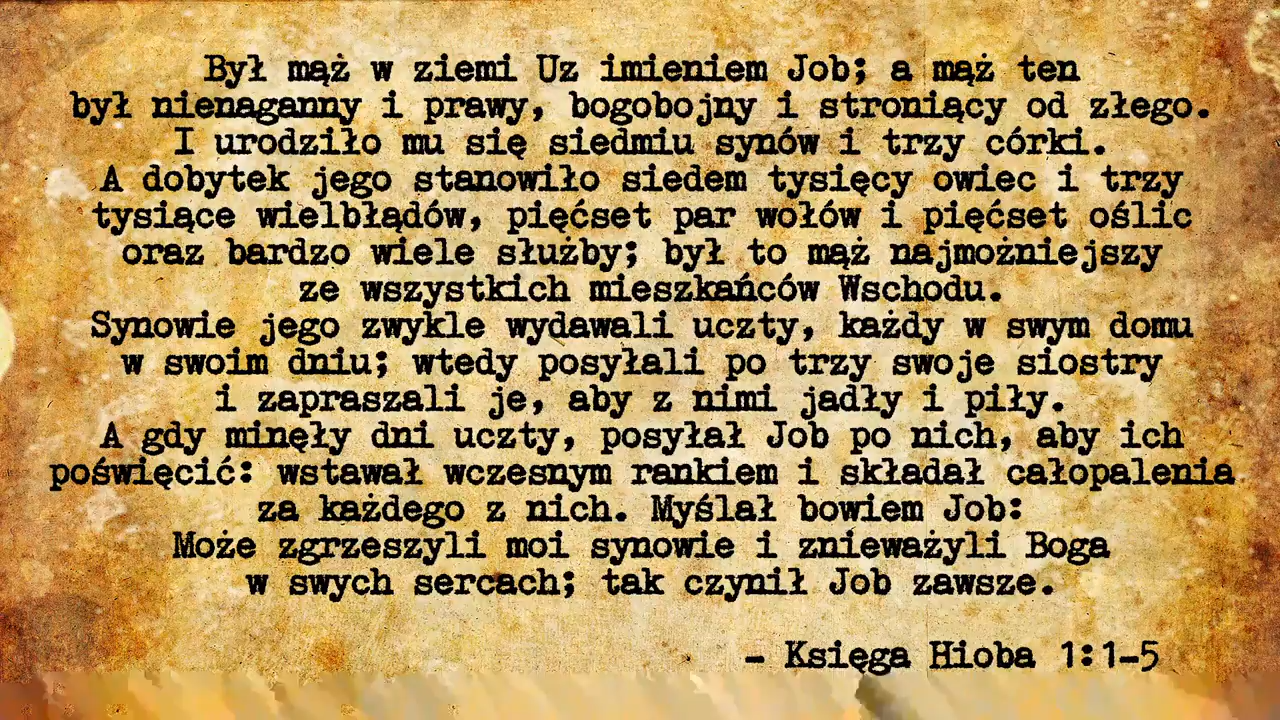 Był mąż w ziemi Uz imieniem Job; a mąż ten
był nienaganny i prawy, bogobojny i stroniący od złego.
I urodziło mu się siedmiu synów i trzy córki.
A dobytek jego stanowiło siedem tysięcy owiec i trzy
tysiące wielbłądów, pięćset par wołów i pięćset oślic
oraz bardzo wiele służby; był to mąż najmożniejszy
ze wszystkich mieszkańców Wschodu.
Synowie jego zwykle wydawali uczty, każdy w swym domu
w swoim dniu; wtedy posyłali po trzy swoje siostry
i zapraszali je, aby z nimi jadły i piły.
A gdy minęły dni uczty, posyłał Job po nich, aby ich
poświęcić: wstawał wczesnym rankiem i składał całopalenia
za każdego z nich. Myślał bowiem Job:
Może zgrzeszyli moi synowie i znieważyli Boga
w swych sercach; tak czynił Job zawsze.
– Księga Hioba 1:1–5